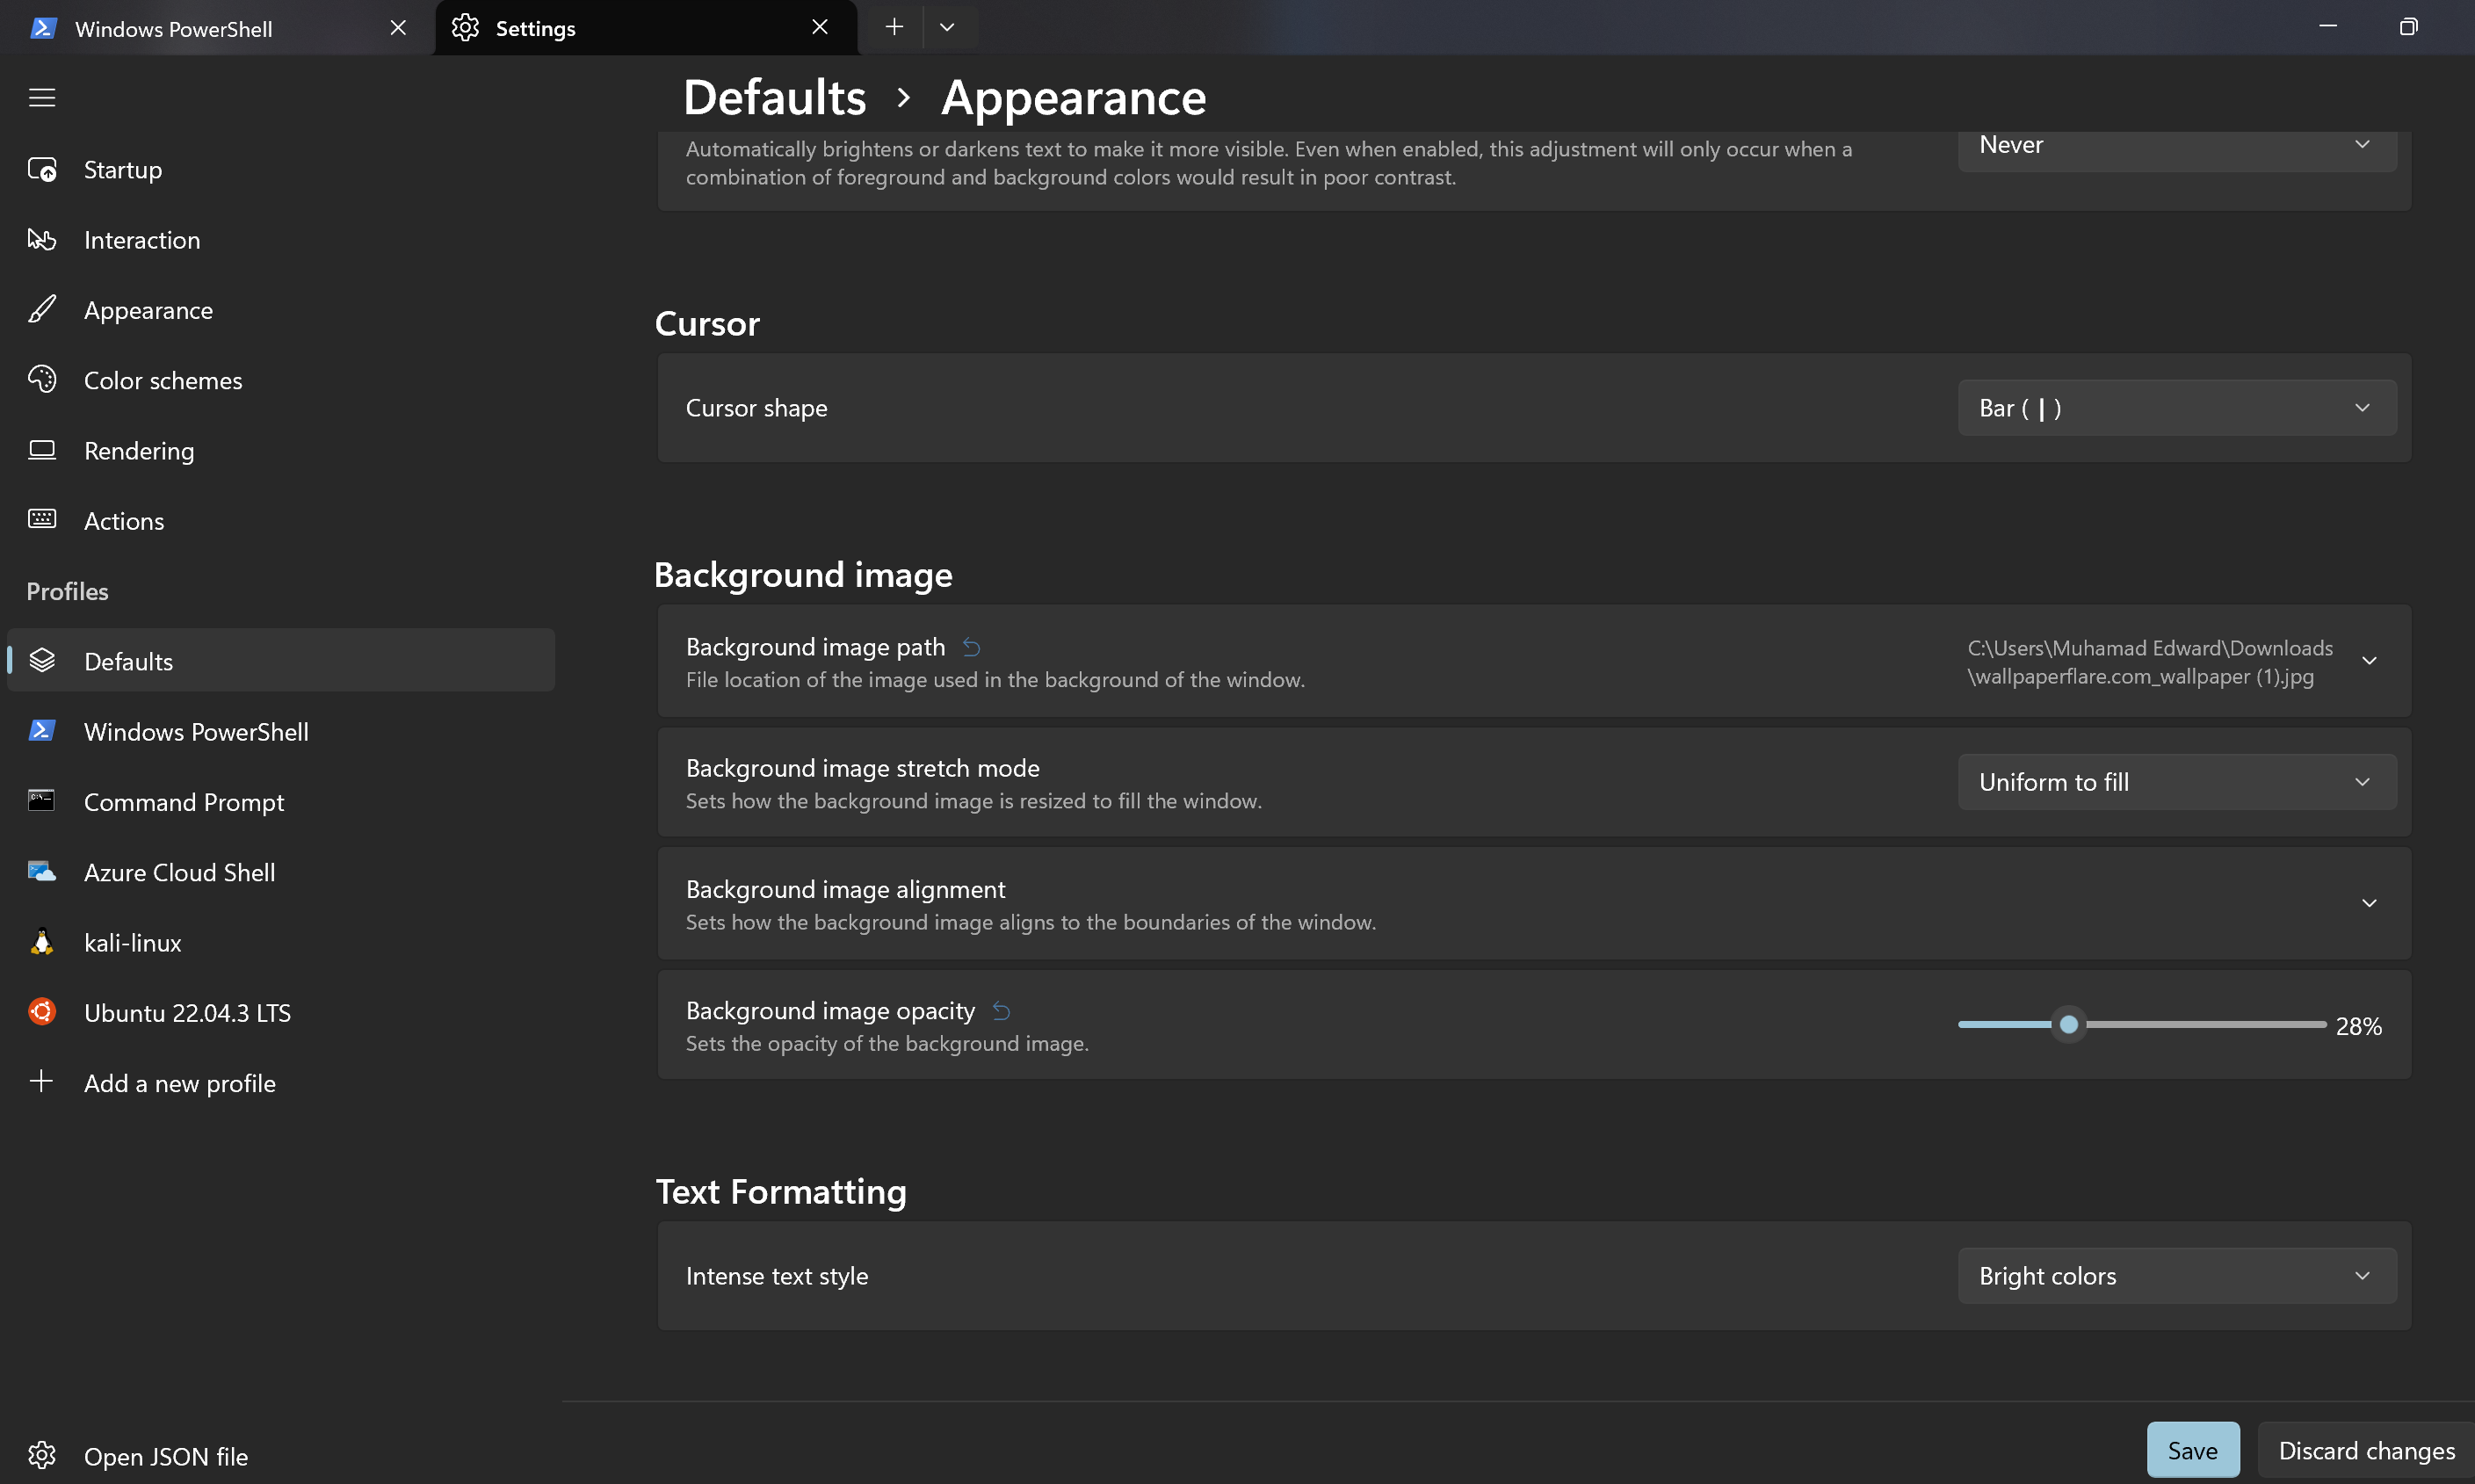 Windows PowerShell
Settings
Defaults > Appearance
Automatically brightens or darkens text to make it more visible. Even when enabled, this adjustment will only occur when a
combination of foreground and background colors would result in poor contrast.
Never
Startup
Interaction
Appearance
Color schemes
Rendering
Actions
Profiles
Defaults
Windows PowerShell
Command Prompt
Azure Cloud Shell
kali-linux
Ubuntu 22.04.3 LTS
Add a new profile
Open JSON file
Cursor
Cursor shape
Bar ( | )
Background image
Background image path
File location of the image used in the background of the window.
C:\Users\Muhamad Edward\Downloads
\wallpaperflare.com_wallpaper (1).jpg
Background image stretch mode
Sets how the background image is resized to fill the window.
Uniform to fill
Background image alignment
Sets how the background image aligns to the boundaries of the window.
Background image opacity
Sets the opacity of the background image.
28%
Text Formatting
Intense text style
Bright colors
Save
Discard changes